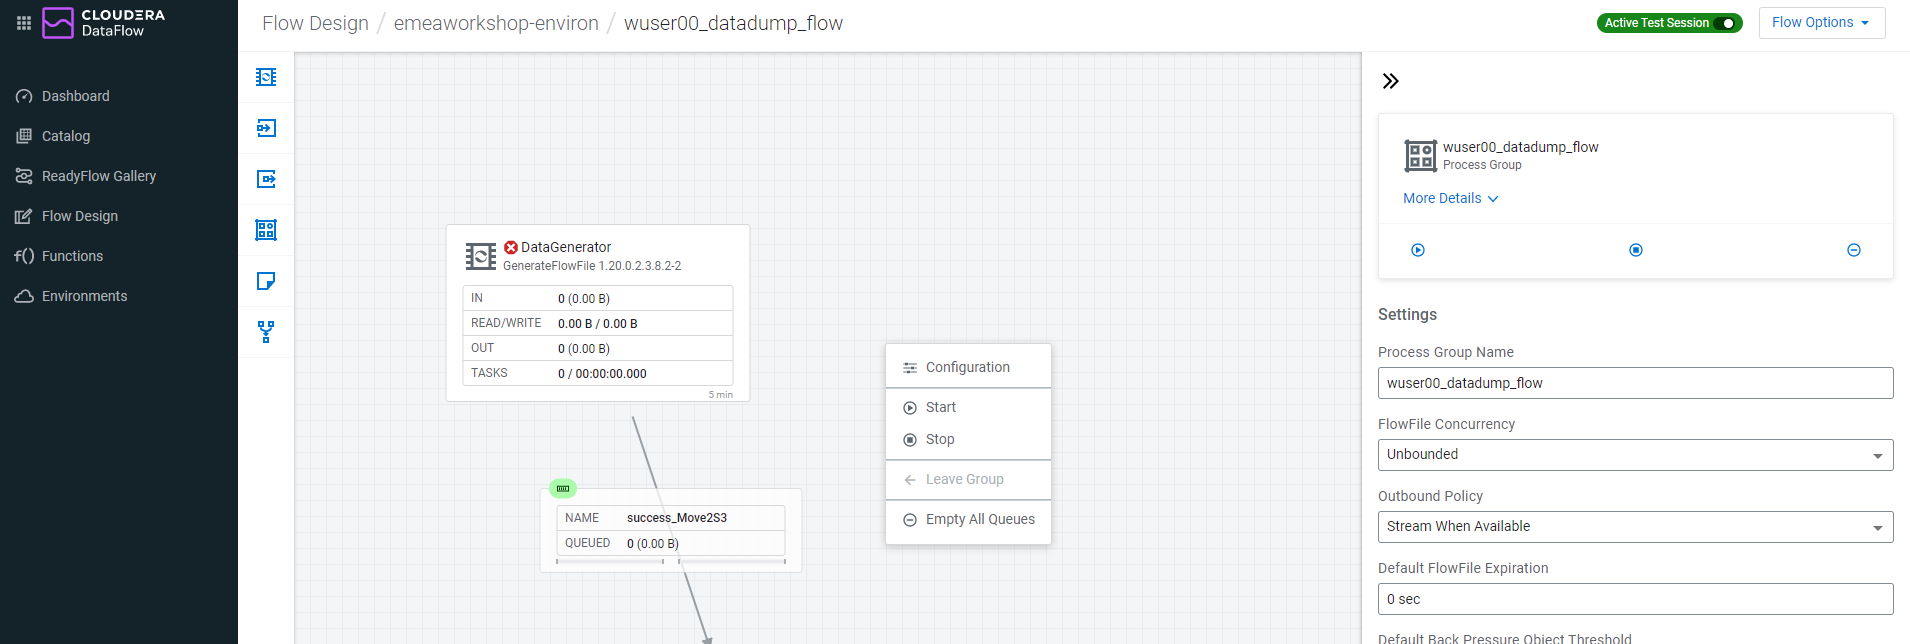 CLOUDERA
DataFlow
Dashboard
Catalog
ReadyFlow Gallery
Flow Design
f() Functions
Environments
Flow Design / emeaworkshop-environ / wuser00_datadump_flow
Active Test Session
Flow Options
DataGenerator
GenerateFlowFile 1.20.0.2.3.8.2-2
IN 0 (0.00 B)
READ/WRITE 0.00 B / 0.00 B
OUT 0 (0.00 B)
TASKS 0 / 00:00:00.000
5 min
NAME success_Move2S3
QUEUED 0 (0.00 B)
Configuration
Start
Stop
Leave Group
Empty All Queues
wuser00_datadump_flow
Process Group
More Details
Settings
Process Group Name
wuser00_datadump_flow
FlowFile Concurrency
Unbounded
Outbound Policy
Stream When Available
Default FlowFile Expiration
0 sec
Default Back Pressure Object Threshold